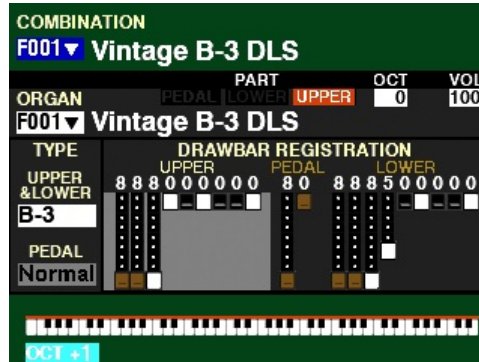 COMBINATION
F001▼ Vintage B-3 DLS
PART OCT VOL
ORGAN PEDAL LOWER UPPER 0 100
F001▼ Vintage B-3 DLS
TYPE DRAWBAR REGISTRATION
UPPER PEDAL LOWER
UPPER &LOWER 888000000 80 888500000
B-3
PEDAL
Normal
OCT +1